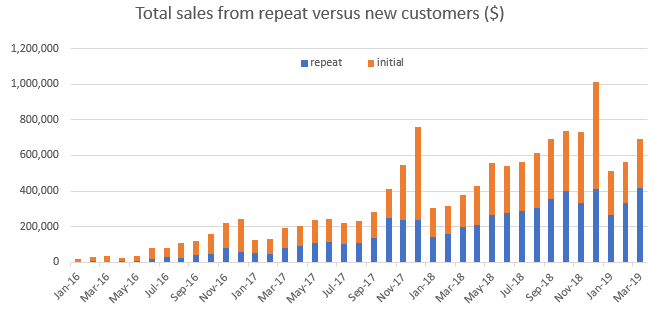 Total sales from repeat versus new customers ($)
1,200,000
repeat initial
1,000,000
800,000
600,000
400,000
200,000
0
Jan-16 Mar-16 May-16 Jul-16 Sep-16 Nov-16 Jan-17 Mar-17 May-17 Jul-17 Sep-17 Nov-17 Jan-18 Mar-18 May-18 Jul-18 Sep-18 Nov-18 Jan-19 Mar-19